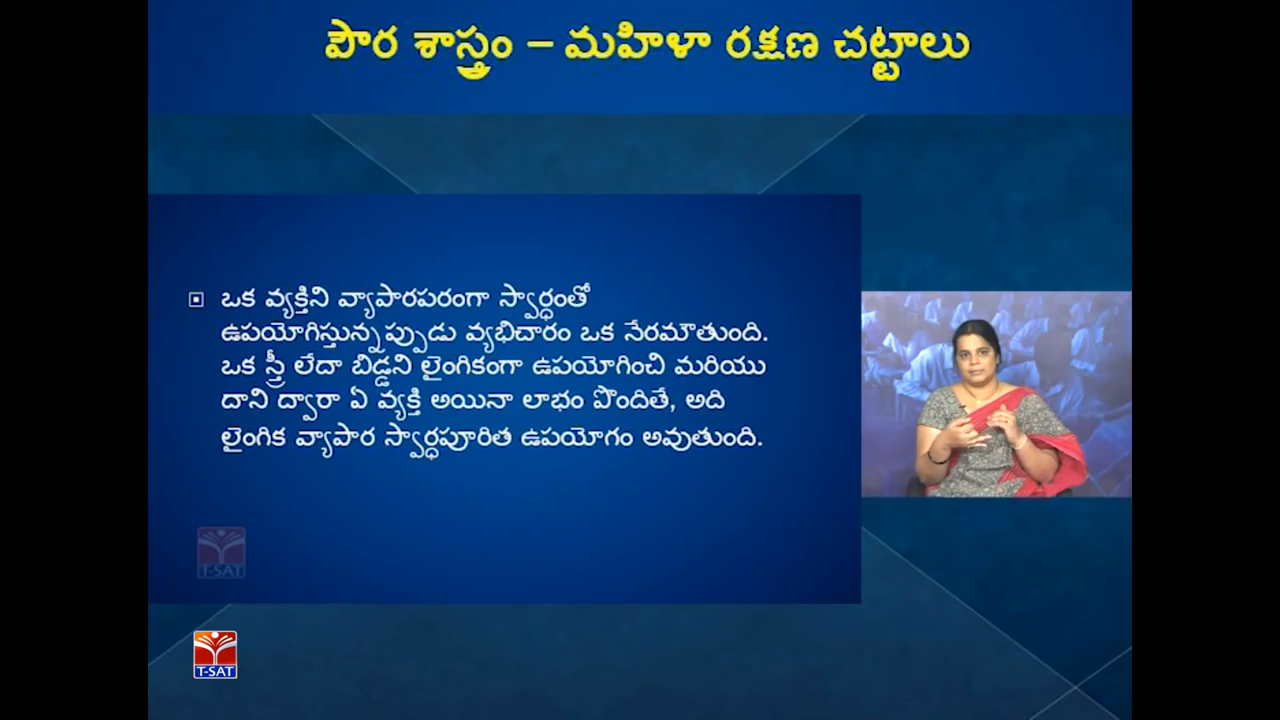 పౌర శాస్త్రం – మహిళా రక్షణ చట్టాలు
ఒక వ్యక్తిని వ్యాపారపరంగా స్వార్థంతో
ఉపయోగిస్తున్నప్పుడు వ్యభిచారం ఒక నేరమౌతుంది.
ఒక స్త్రీ లేదా బిడ్డని లైంగికంగా ఉపయోగించి మరియు
దాని ద్వారా ఏ వ్యక్తి అయినా లాభం పొందితే, అది
లైంగిక వ్యాపార స్వార్థపూరిత ఉపయోగం అవుతుంది.
T-SAT
T-SAT